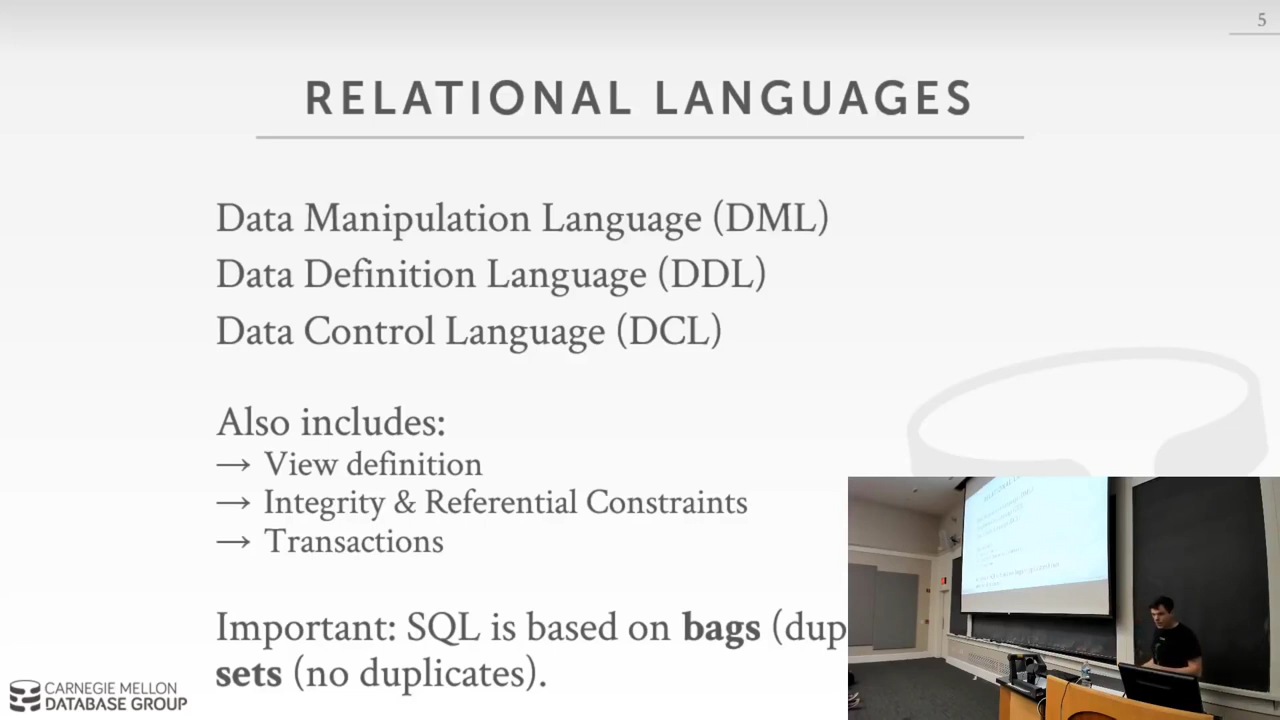 5
RELATIONAL LANGUAGES
Data Manipulation Language (DML)
Data Definition Language (DDL)
Data Control Language (DCL)
Also includes:
→ View definition
→ Integrity & Referential Constraints
→ Transactions
Important: SQL is based on bags (dup
sets (no duplicates).
CARNEGIE MELLON
DATABASE GROUP